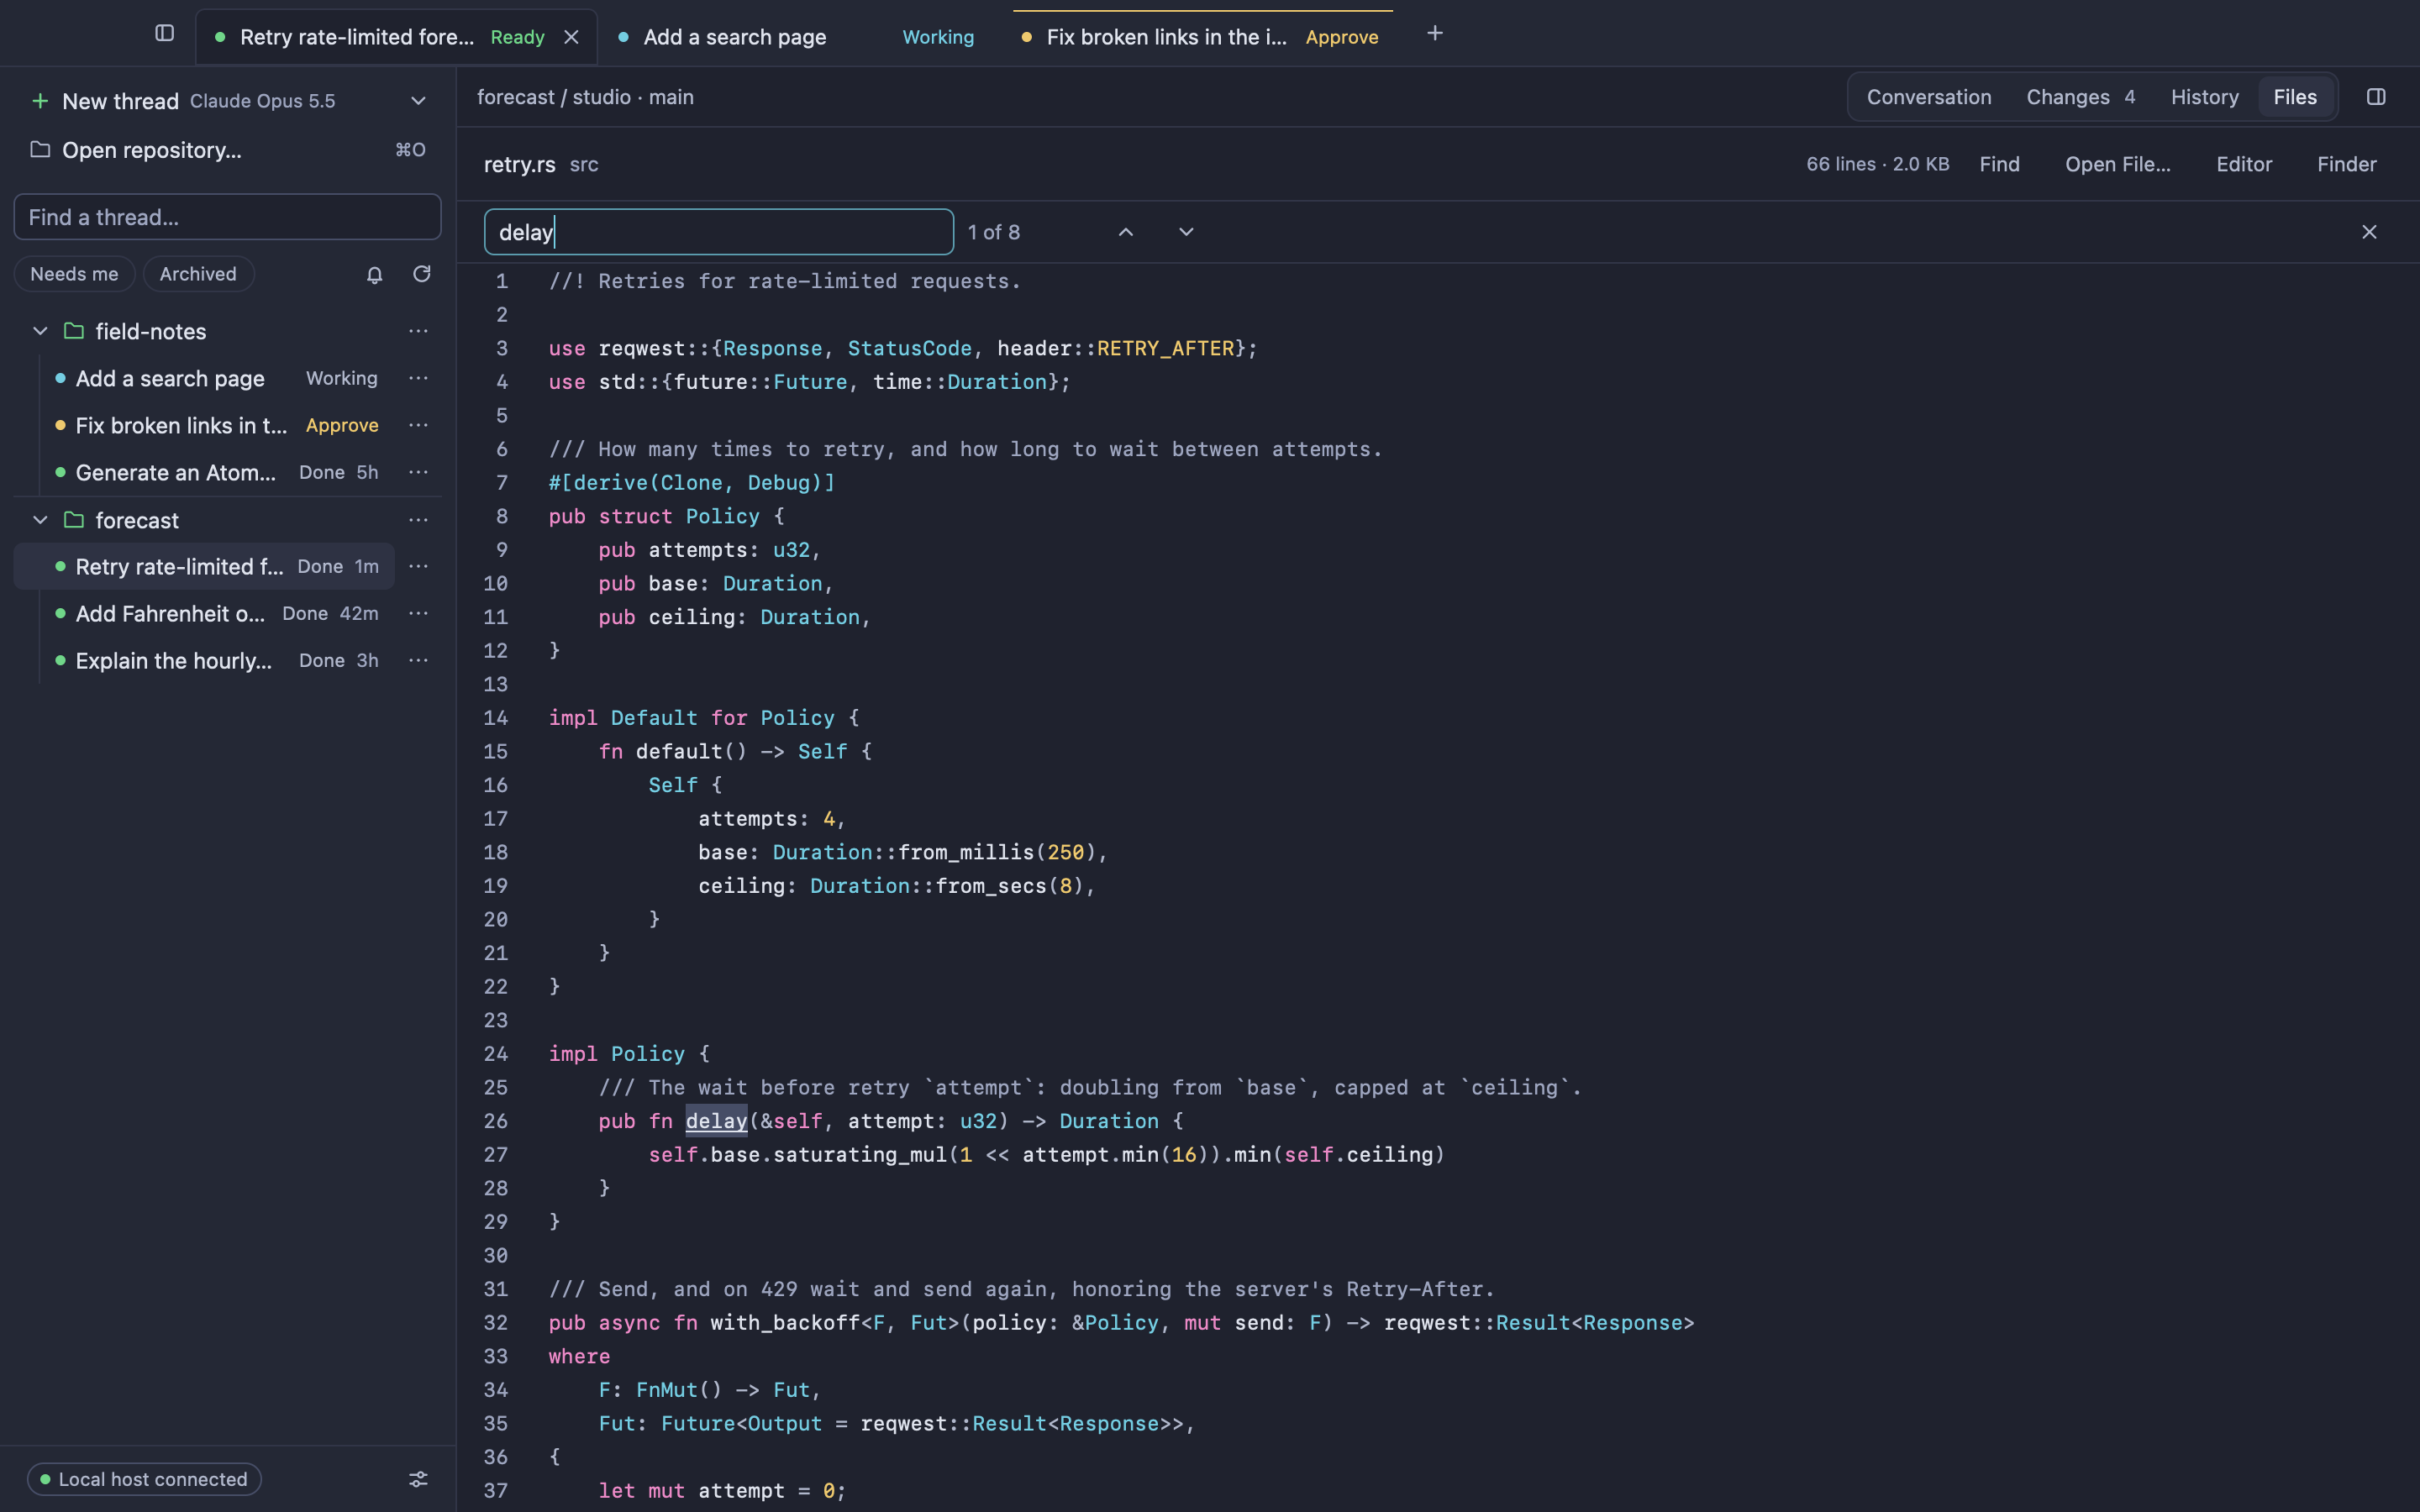 Retry rate-limited fore... Ready
Add a search page Working
Fix broken links in the i... Approve
New thread Claude Opus 5.5
Open repository... ⌘O
Find a thread...
Needs me Archived
field-notes
Add a search page Working
Fix broken links in t... Approve
Generate an Atom... Done 5h
forecast
Retry rate-limited f... Done 1m
Add Fahrenheit o... Done 42m
Explain the hourly... Done 3h
Local host connected
forecast / studio · main
Conversation Changes 4 History Files
retry.rs src
66 lines · 2.0 KB Find Open File... Editor Finder
delay 1 of 8
1 //! Retries for rate-limited requests.
2
3 use reqwest::{Response, StatusCode, header::RETRY_AFTER};
4 use std::{future::Future, time::Duration};
5
6 /// How many times to retry, and how long to wait between attempts.
7 #[derive(Clone, Debug)]
8 pub struct Policy {
9     pub attempts: u32,
10     pub base: Duration,
11     pub ceiling: Duration,
12 }
13
14 impl Default for Policy {
15     fn default() -> Self {
16         Self {
17             attempts: 4,
18             base: Duration::from_millis(250),
19             ceiling: Duration::from_secs(8),
20         }
21     }
22 }
23
24 impl Policy {
25     /// The wait before retry `attempt`: doubling from `base`, capped at `ceiling`.
26     pub fn delay(&self, attempt: u32) -> Duration {
27         self.base.saturating_mul(1 << attempt.min(16)).min(self.ceiling)
28     }
29 }
30
31 /// Send, and on 429 wait and send again, honoring the server's Retry-After.
32 pub async fn with_backoff<F, Fut>(policy: &Policy, mut send: F) -> reqwest::Result<Response>
33 where
34     F: FnMut() -> Fut,
35     Fut: Future<Output = reqwest::Result<Response>>,
36 {
37     let mut attempt = 0;